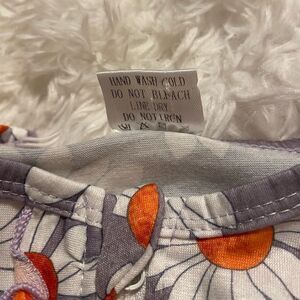 HAND WASH COLD
DO NOT BLEACH
LINE DRY
DO NOT IRON